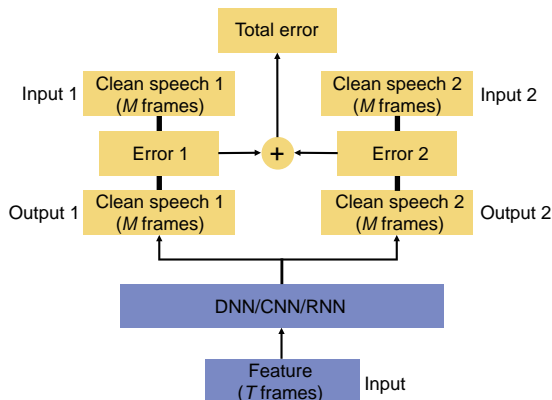 Total error
Input 1
Clean speech 1
(M frames)
Clean speech 2
(M frames)
Input 2
Error 1
+
Error 2
Output 1
Clean speech 1
(M frames)
Clean speech 2
(M frames)
Output 2
DNN/CNN/RNN
Feature
(T frames)
Input